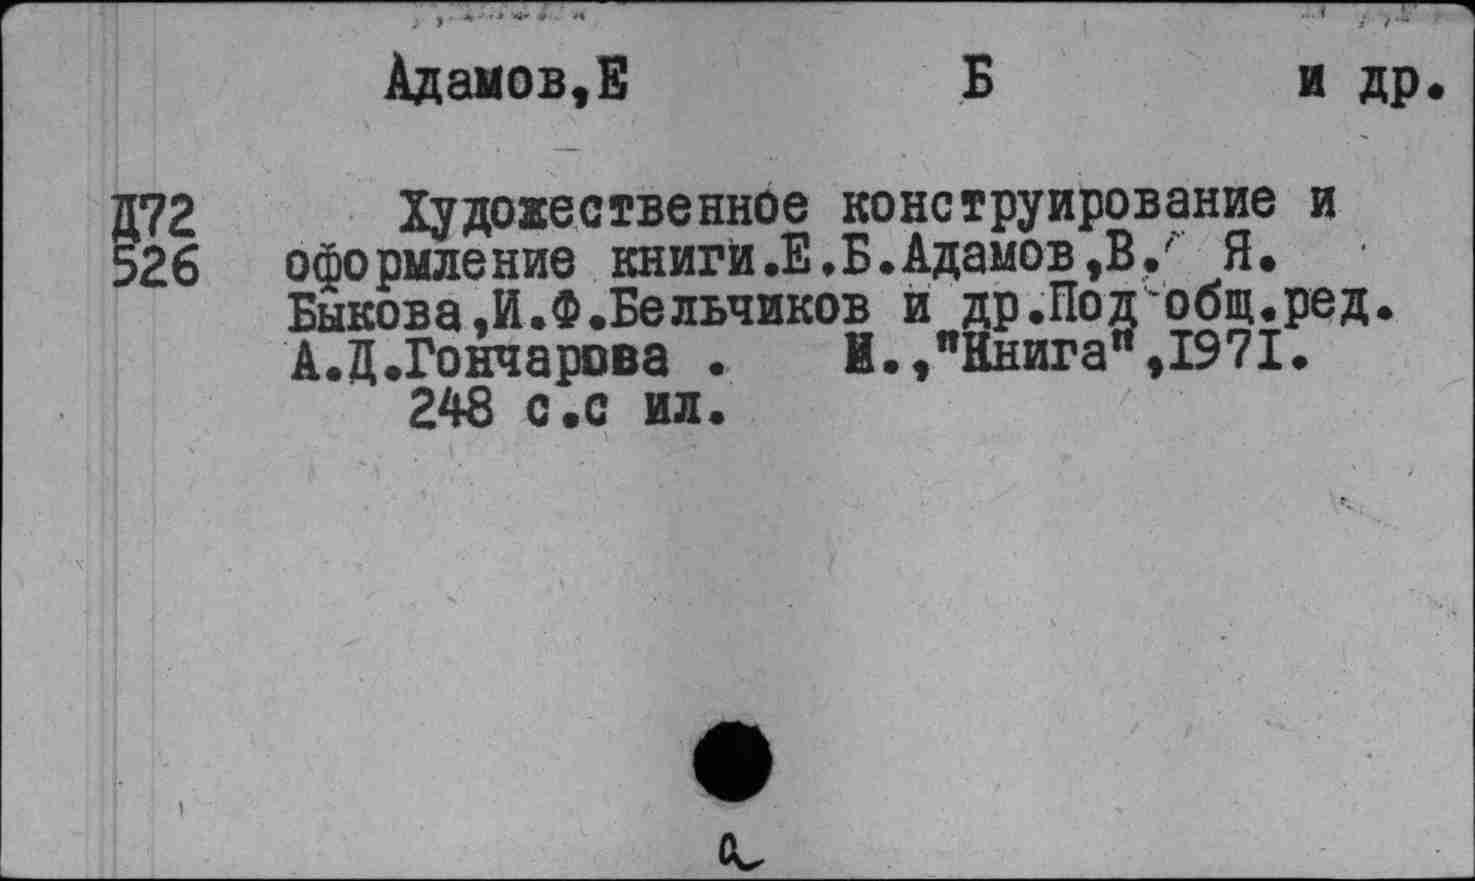 Адамов,Е Б и др.
Д72 Художественное конструирование и
526 оформление книги.Е.Б.Адамов,В. Я.
Быкова,И.Ф.Бельчиков и др.Под общ.ред.
А.Д.Гончарова . М.,"Книга",1971.
248 с.с ил.
а